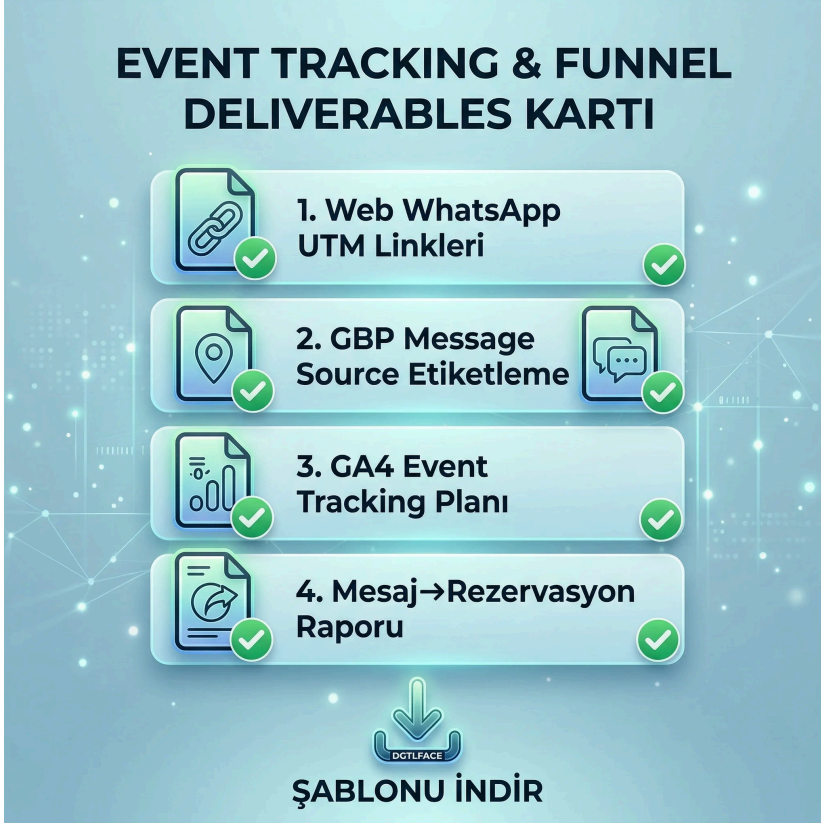 EVENT TRACKING & FUNNEL
DELIVERABLES KARTI
1. Web WhatsApp
UTM Linkleri
2. GBP Message
Source Etiketleme
3. GA4 Event
Tracking Planı
4. Mesaj→Rezervasyon
Raporu
DGTLFACE
ŞABLONU İNDİR